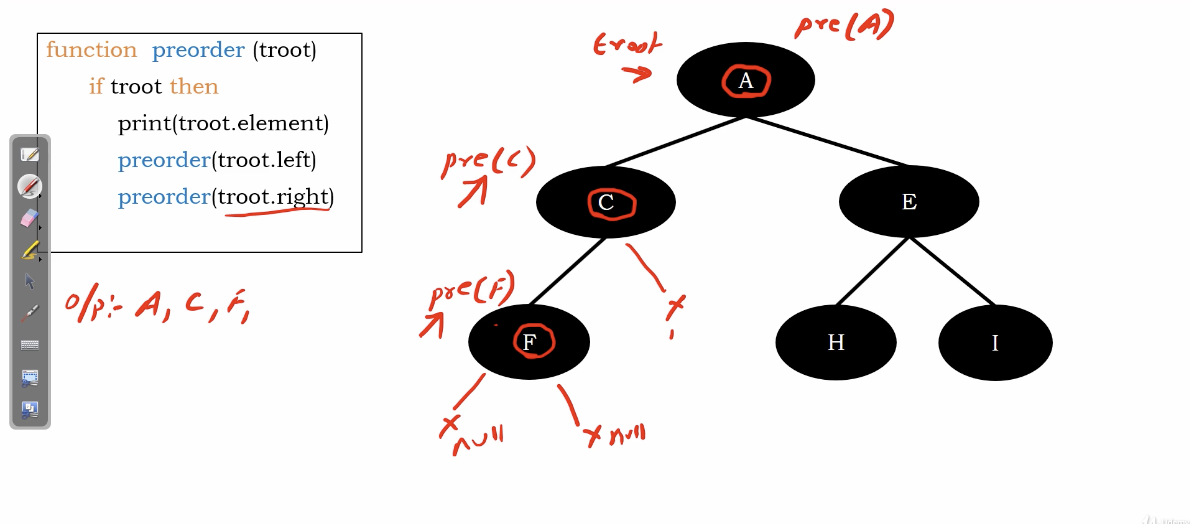 function preorder (troot)
if troot then
print(troot.element)
preorder(troot.left)
preorder(troot.right)
o/p:- A, C, F,
troot
pre(A)
A
pre(C)
C
E
pre(F)
F
x
H
I
x
null
x null